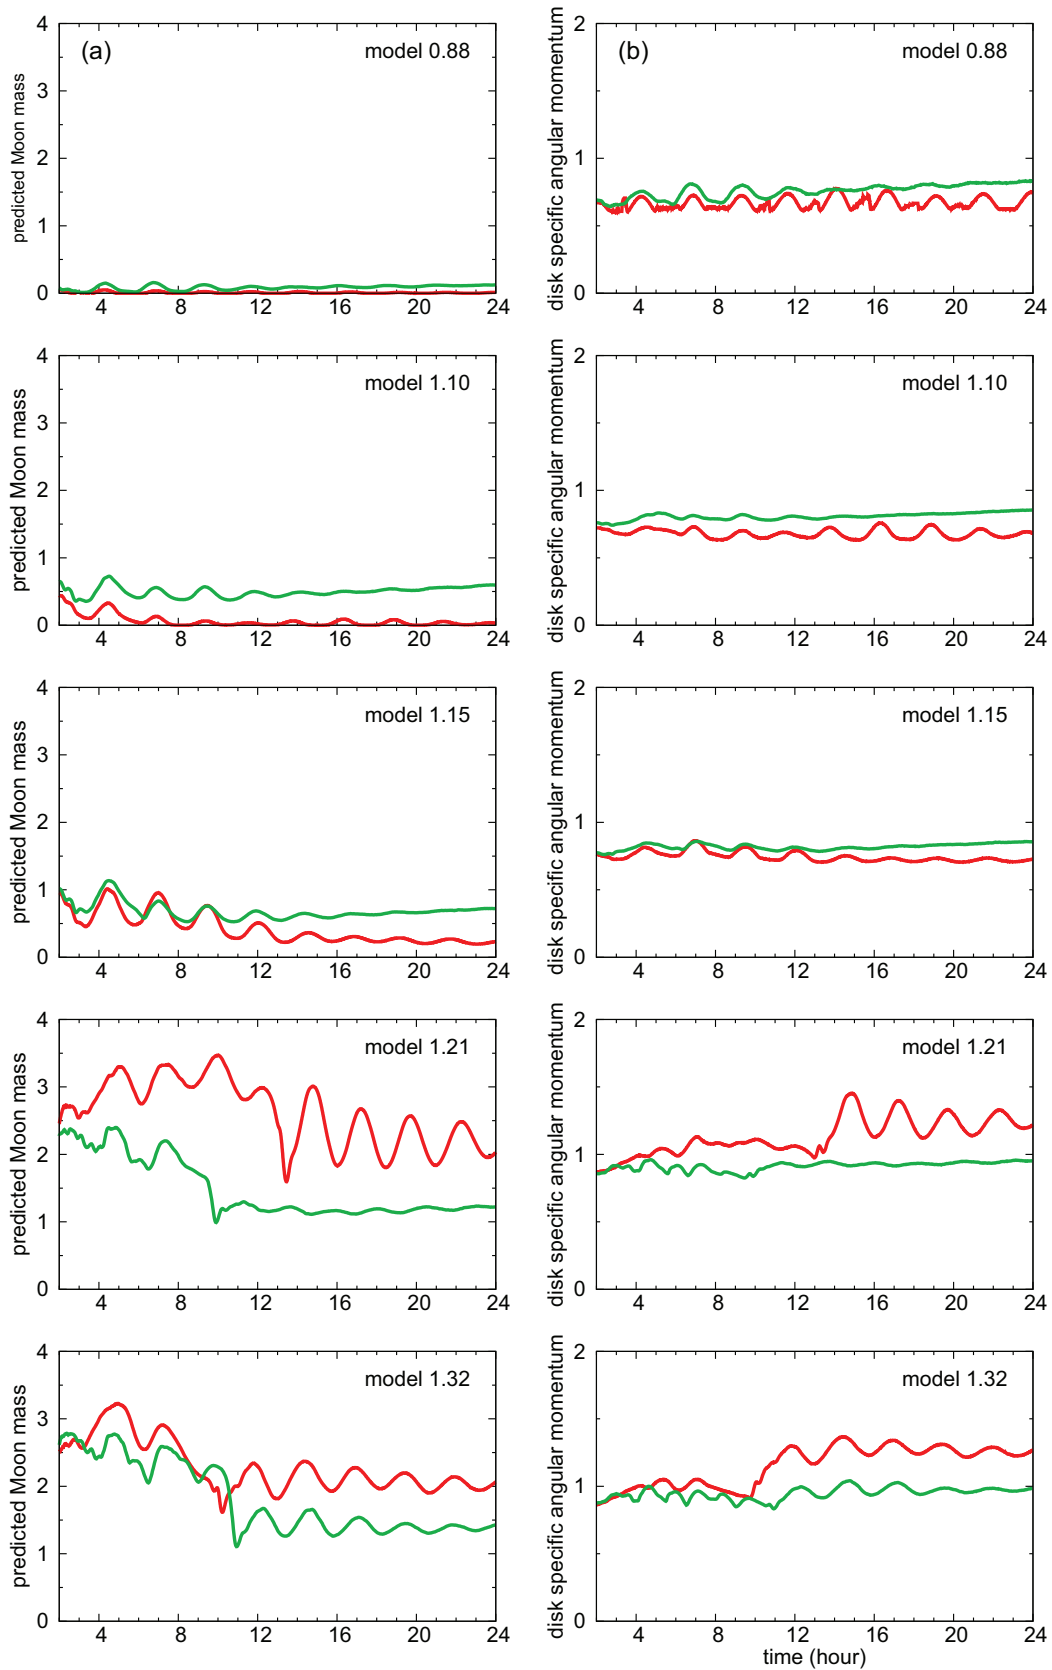 (a)
model 0.88
predicted Moon mass
4
3
2
1
0
4 8 12 16 20 24
(b)
model 0.88
disk specific angular momentum
2
1
0
4 8 12 16 20 24
model 1.10
predicted Moon mass
4
3
2
1
0
4 8 12 16 20 24
model 1.10
disk specific angular momentum
2
1
0
4 8 12 16 20 24
model 1.15
predicted Moon mass
4
3
2
1
0
4 8 12 16 20 24
model 1.15
disk specific angular momentum
2
1
0
4 8 12 16 20 24
model 1.21
predicted Moon mass
4
3
2
1
0
4 8 12 16 20 24
model 1.21
disk specific angular momentum
2
1
0
4 8 12 16 20 24
model 1.32
predicted Moon mass
4
3
2
1
0
4 8 12 16 20 24
model 1.32
disk specific angular momentum
2
1
0
4 8 12 16 20 24
time (hour)